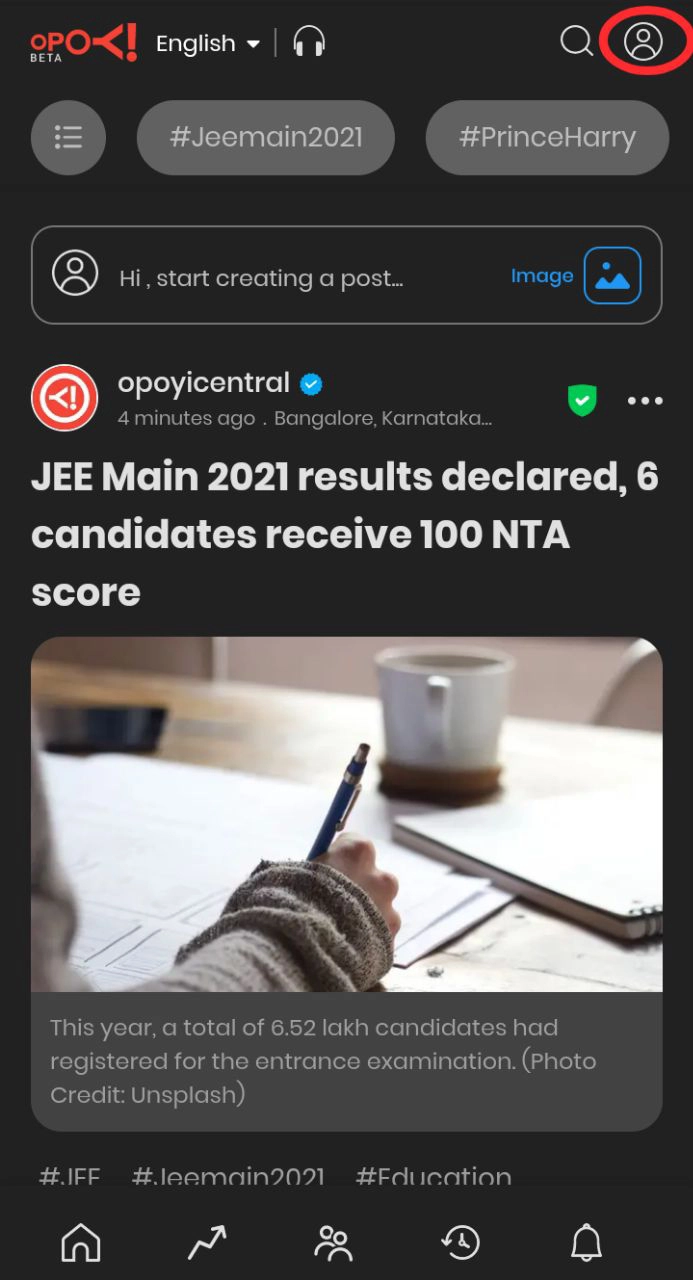 OPOY!
BETA
English
#Jeemain2021
#PrinceHarry
Hi , start creating a post...
Image
opoyicentral
4 minutes ago . Bangalore, Karnataka...
JEE Main 2021 results declared, 6
candidates receive 100 NTA
score
This year, a total of 6.52 lakh candidates had
registered for the entrance examination. (Photo
Credit: Unsplash)
#JEE #Jeemain2021 #Education